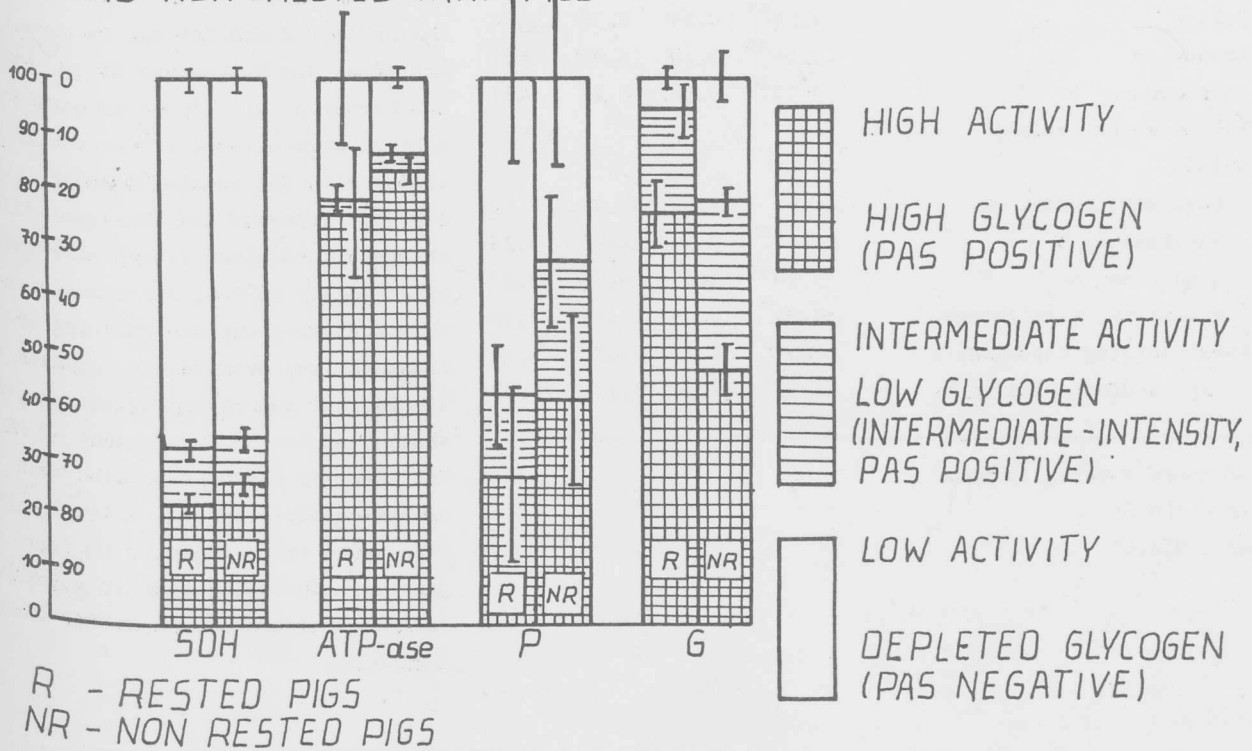 100 0
90 10
80 20
70 30
60 40
50 50
40 60
30 70
20 80
10 90
0
R NR
R NR
R NR
R NR
SDH ATP-ase P G
R - RESTED PIGS
NR - NON RESTED PIGS
HIGH ACTIVITY
HIGH GLYCOGEN
(PAS POSITIVE)
INTERMEDIATE ACTIVITY
LOW GLYCOGEN
(INTERMEDIATE-INTENSITY,
PAS POSITIVE)
LOW ACTIVITY
DEPLETED GLYCOGEN
(PAS NEGATIVE)